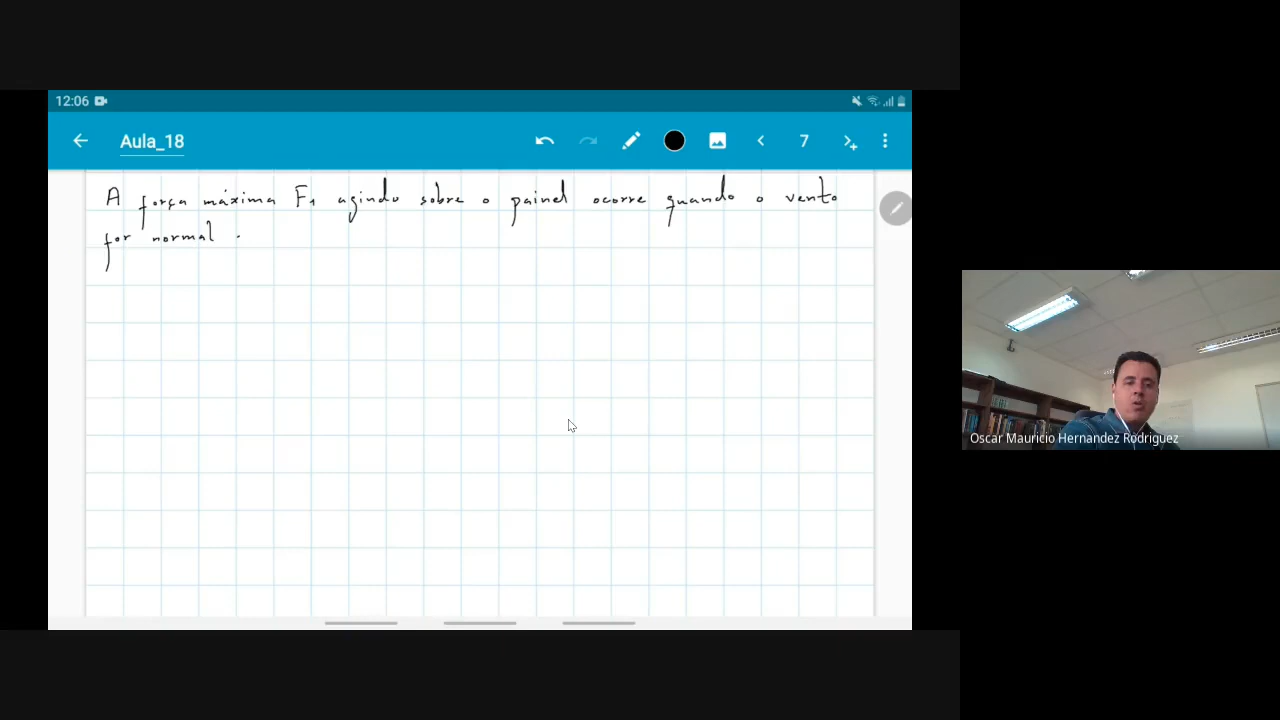 12:06
Aula_18
7
A força máxima F1 agindo sobre o painel ocorre quando o vento
for normal .
Oscar Mauricio Hernandez Rodriguez